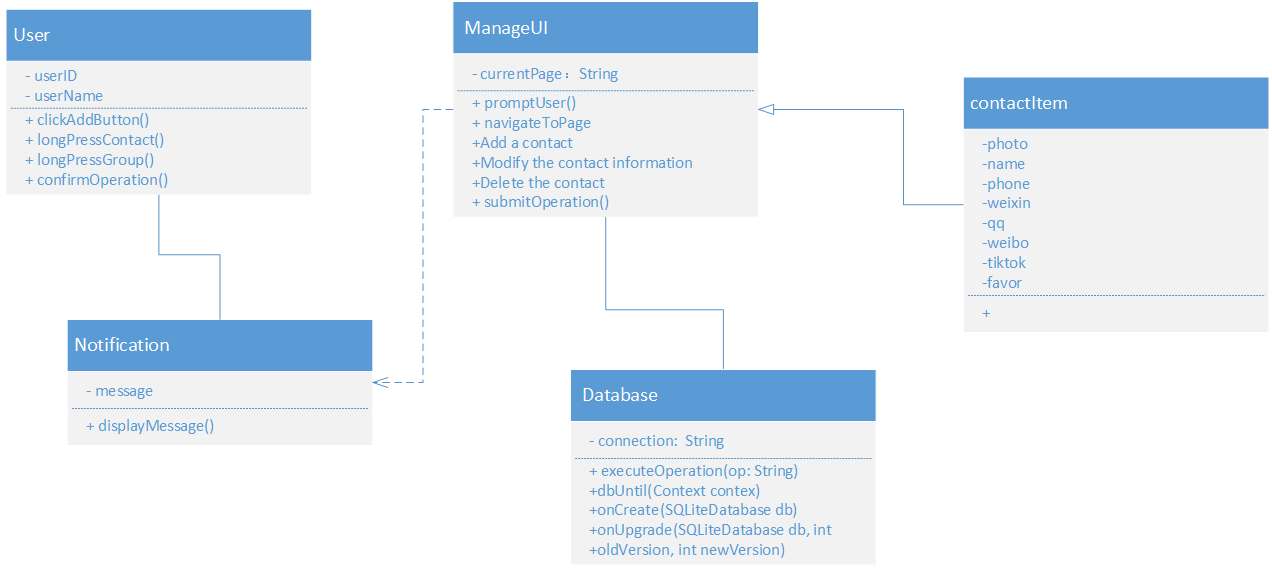 User
- userID
- userName
+ clickAddButton()
+ longPressContact()
+ longPressGroup()
+ confirmOperation()
ManageUI
- currentPage：String
+ promptUser()
+ navigateToPage
+Add a contact
+Modify the contact information
+Delete the contact
+ submitOperation()
contactItem
-photo
-name
-phone
-weixin
-qq
-weibo
-tiktok
-favor
+
Notification
- message
+ displayMessage()
Database
- connection: String
+ executeOperation(op: String)
+dbUntil(Context contex)
+onCreate(SQLiteDatabase db)
+onUpgrade(SQLiteDatabase db, int
+oldVersion, int newVersion)